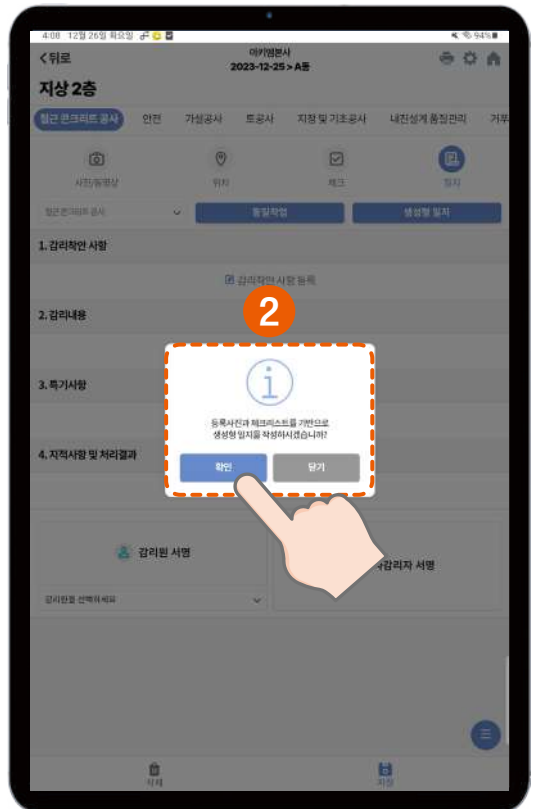 4:08 12월 26일 화요일
94%
< 뒤로
아키엠본사
2023-12-25 > A동
지상 2층
철근 콘크리트 공사 안전 가설공사 토공사 지정 및 기초공사 내진설계 품질관리 거푸
사진/동영상 위치 체크 일지
철근 콘크리트 공사 동일작업 생성형 일지
1. 감리착안 사항
감리착안 사항 등록
2. 감리내용
2
3. 특기사항
등록사진과 체크리스트를 기반으로
생성형 일지를 작성하시겠습니까?
확인 닫기
4. 지적사항 및 처리결과
감리원 서명
감리자 서명
감리원을 선택하세요
삭제 저장